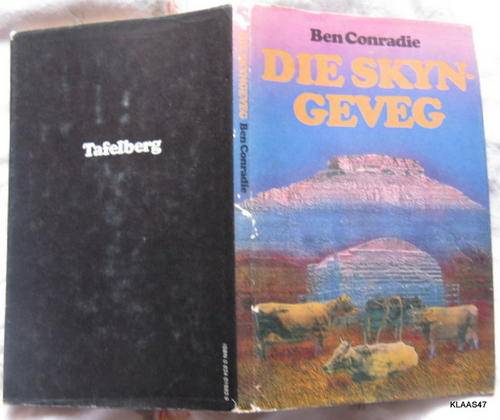 Tafelberg
Ben Conradie
Ben Conradie
DIE SKYN-
GEVEG
KLAAS47